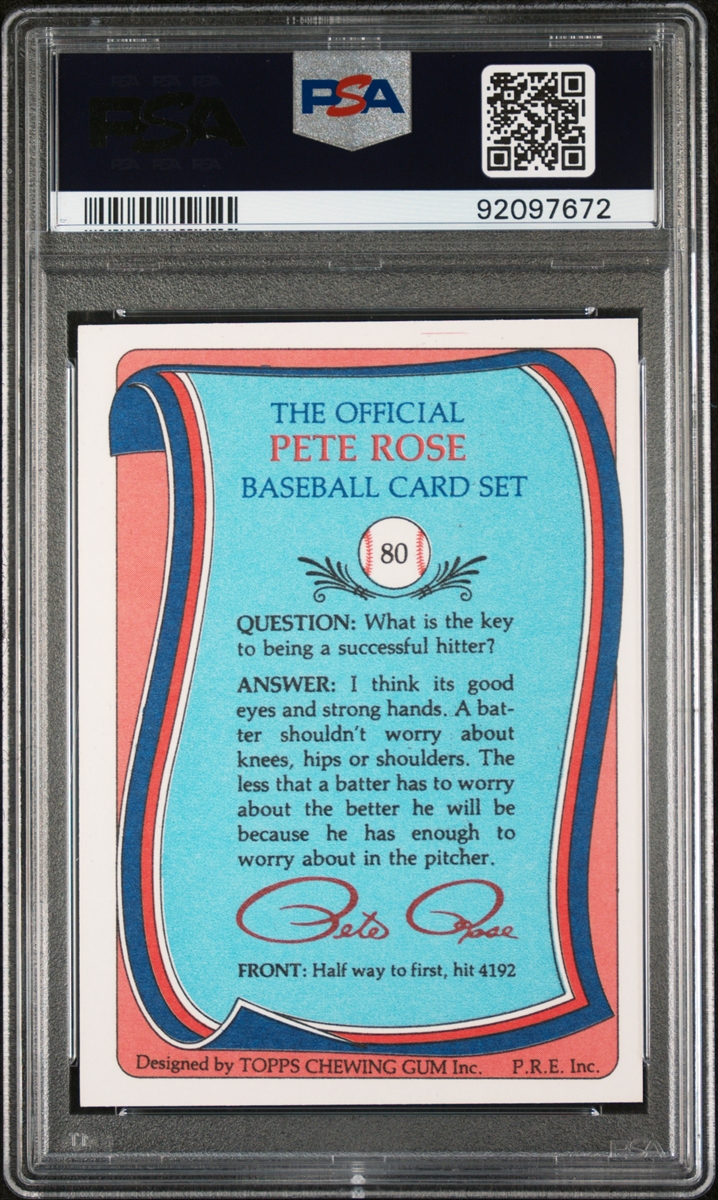 PSA
PSA
92097672
THE OFFICIAL
PETE ROSE
BASEBALL CARD SET
80
QUESTION: What is the key
to being a successful hitter?
ANSWER: I think its good
eyes and strong hands. A bat-
ter shouldn't worry about
knees, hips or shoulders. The
less that a batter has to worry
about the better he will be
because he has enough to
worry about in the pitcher.
Pete Rose
FRONT: Half way to first, hit 4192
Designed by TOPPS CHEWING GUM Inc. P.R.E. Inc.
PSA